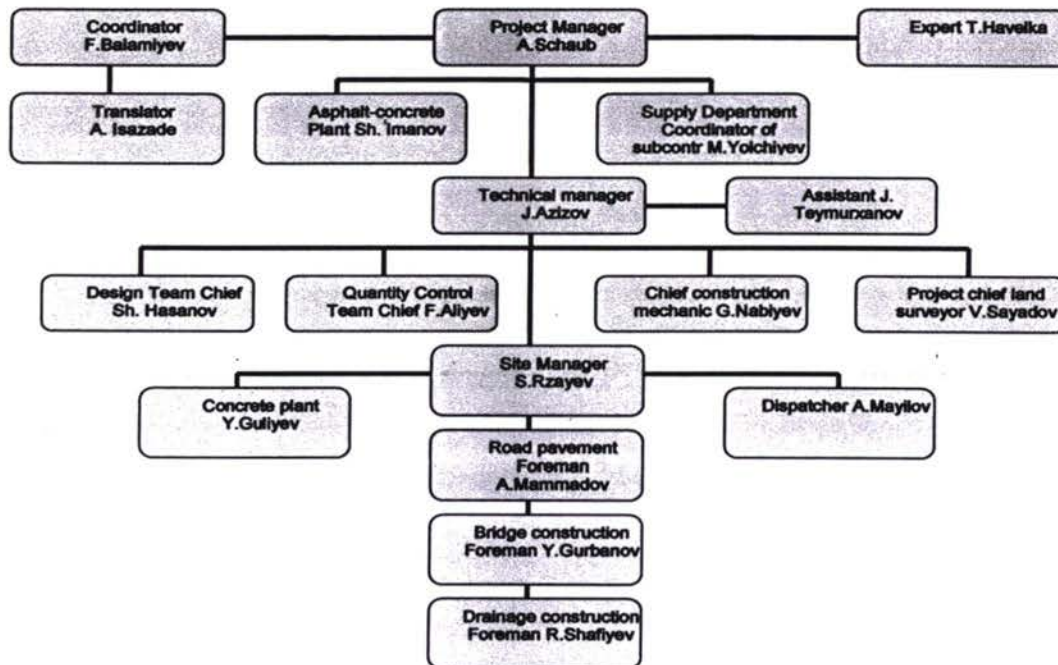 Coordinator
F.Balamiyev
Project Manager
A.Schaub
Expert T.Havelka
Translator
A. Isazade
Asphalt-concrete
Plant Sh. Imanov
Supply Department
Coordinator of
subcontr M.Yolchiyev
Technical manager
J.Azizov
Assistant J.
Teymurxanov
Design Team Chief
Sh. Hasanov
Quantity Control
Team Chief F.Aliyev
Chief construction
mechanic G.Nabiyev
Project chief land
surveyor V.Sayadov
Site Manager
S.Rzayev
Concrete plant
Y.Guliyev
Dispatcher A.Mayilov
Road pavement
Foreman
A.Mammadov
Bridge construction
Foreman Y.Gurbanov
Drainage construction
Foreman R.Shafiyev